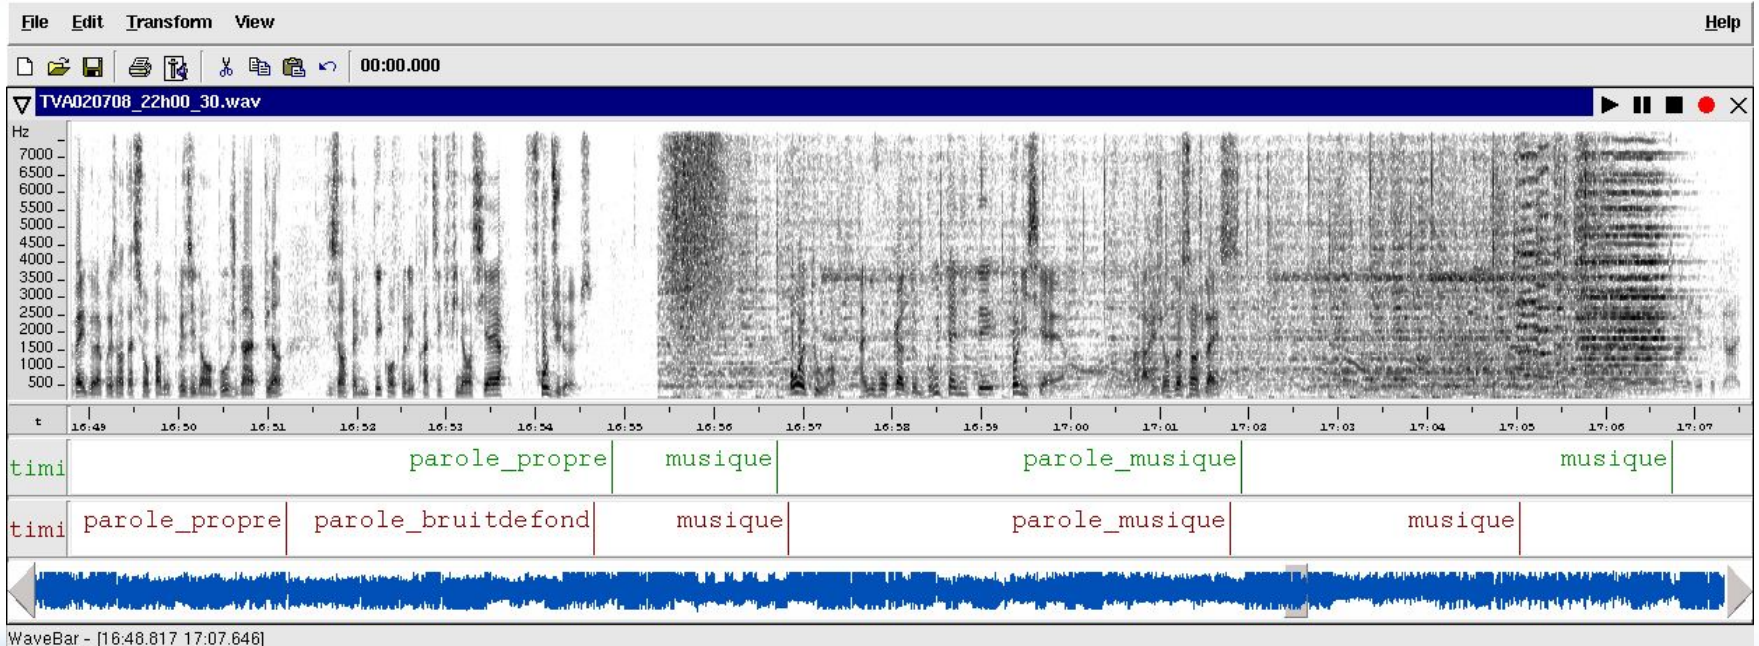 File Edit Transform View Help
00:00.000
TVA020708_22h00_30.wav
Hz
7000
6500
6000
5500
5000
4500
4000
3500
3000
2500
2000
1500
1000
500
t 16:49 16:50 16:51 16:52 16:53 16:54 16:55 16:56 16:57 16:58 16:59 17:00 17:01 17:02 17:03 17:04 17:05 17:06 17:07
timi parole_propre musique parole_musique musique
timi parole_propre parole_bruitdefond musique parole_musique musique
WaveBar - [16:48.817 17:07.646]